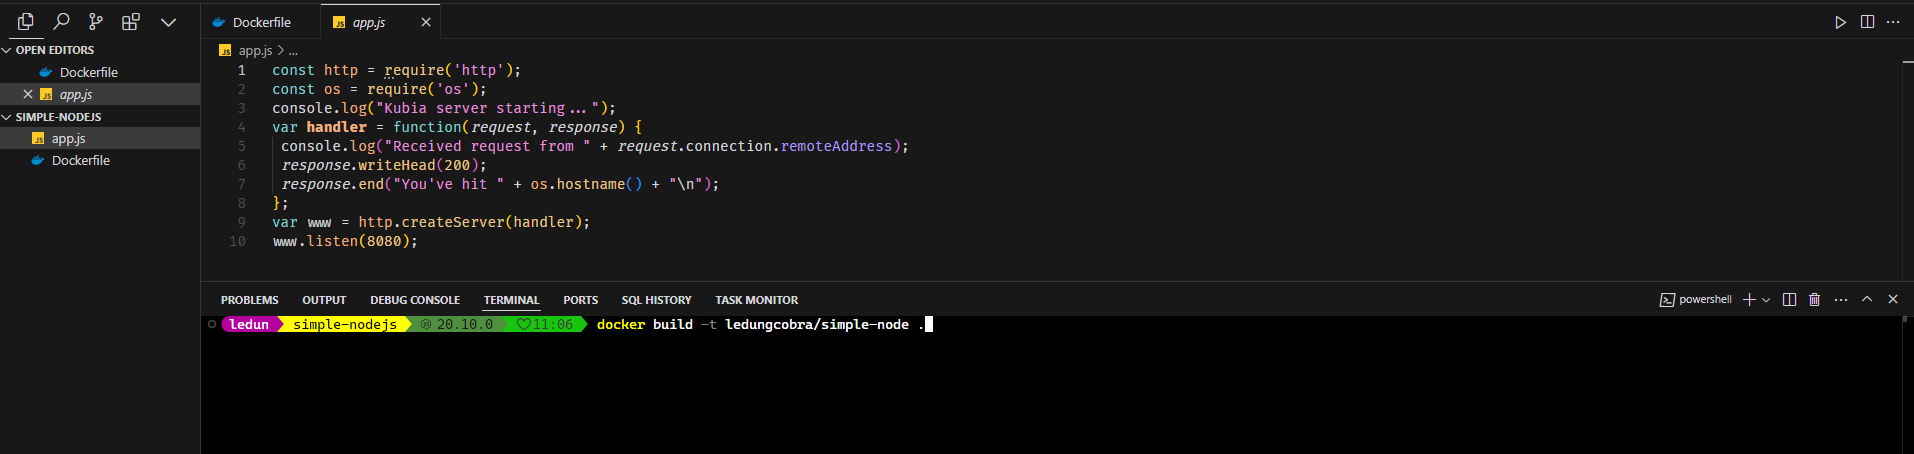 Dockerfile
app.js
OPEN EDITORS
Dockerfile
app.js
SIMPLE-NODEJS
app.js
Dockerfile
app.js > ...
1 const http = require('http');
2 const os = require('os');
3 console.log("Kubia server starting...");
4 var handler = function(request, response) {
5 console.log("Received request from " + request.connection.remoteAddress);
6 response.writeHead(200);
7 response.end("You've hit " + os.hostname() + "\n");
8 };
9 var www = http.createServer(handler);
10 www.listen(8080);
PROBLEMS OUTPUT DEBUG CONSOLE TERMINAL PORTS SQL HISTORY TASK MONITOR
powershell
ledun simple-nodejs 20.10.0 11:06 docker build -t ledungcobra/simple-node .